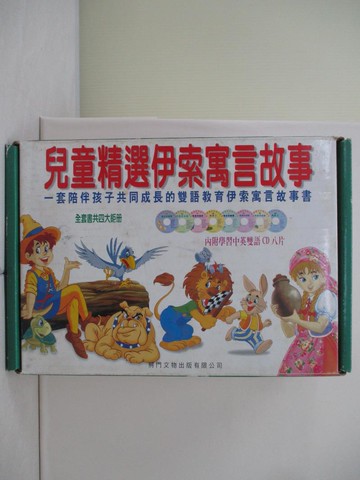 兒童精選伊索寓言故事
一套陪伴孩子共同成長的雙語教育伊索寓言故事書
全套書共四大鉅冊
內附學習中英雙語CD八片